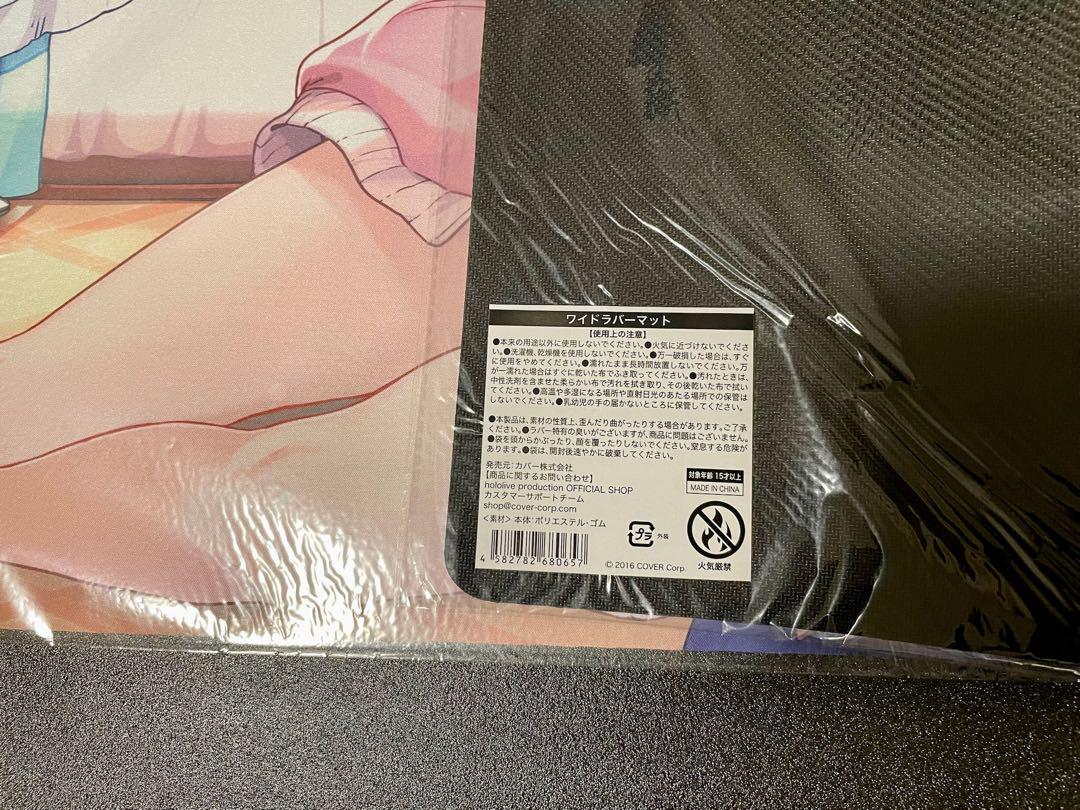 ワイドラバーマット
【使用上の注意】
●本来の用途以外に使用しないでください。●火気に近づけないでくださ
い。●洗濯機、乾燥機を使用しないでください。●万一破損した場合は、すぐ
に使用をやめてください。●濡れたまま長時間放置しないでください。万
が一濡れた場合はすぐに乾いた布でふき取ってください。●汚れたときは、
中性洗剤を含ませた柔らかい布で汚れを拭き取り、その後乾いた布で拭い
てください。●高温や多湿になる場所や直射日光のあたる場所での保管は
しないでください。●乳幼児の手の届かないところに保管してください。
●本製品は、素材の性質上、歪んだり曲がったりする場合があります。ご了承
ください。●ラバー特有の臭いがございますが、商品に問題はございません。
●袋を頭からかぶったり、顔を覆ったりしないでください。窒息する危険が
あります。●袋は、開封後速やかに破棄してください。
発売元：カバー株式会社
【商品に関するお問い合わせ】
hololive production OFFICIAL SHOP
カスタマーサポートチーム
shop@cover-corp.com
<素材> 本体：ポリエステル・ゴム
対象年齢 15才以上
MADE IN CHINA
プラ 外装
火気厳禁
4 582782 680657
© 2016 COVER Corp.